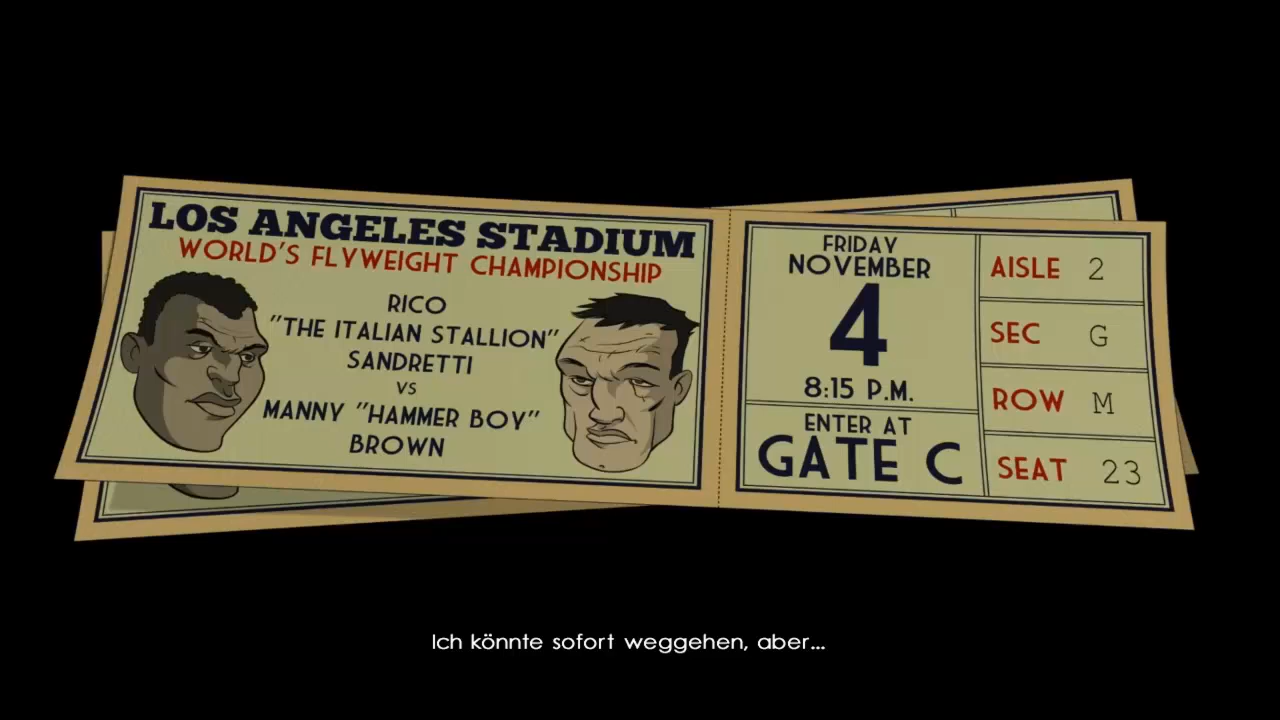 LOS ANGELES STADIUM
WORLD'S FLYWEIGHT CHAMPIONSHIP
RICO
"THE ITALIAN STALLION"
SANDRETTI
VS
MANNY "HAMMER BOY"
BROWN
FRIDAY
NOVEMBER
4
8:15 P.M.
ENTER AT
GATE C
AISLE 2
SEC G
ROW M
SEAT 23
Ich könnte sofort weggehen, aber...